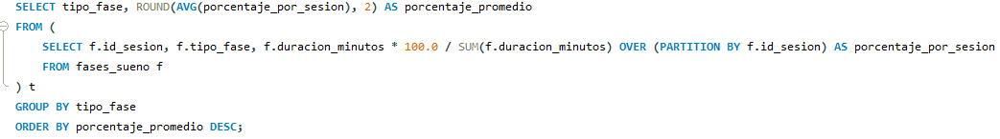 SELECT tipo_fase, ROUND(AVG(porcentaje_por_sesion), 2) AS porcentaje_promedio
FROM (
SELECT f.id_sesion, f.tipo_fase, f.duracion_minutos * 100.0 / SUM(f.duracion_minutos) OVER (PARTITION BY f.id_sesion) AS porcentaje_por_sesion
FROM fases_sueno f
) t
GROUP BY tipo_fase
ORDER BY porcentaje_promedio DESC;